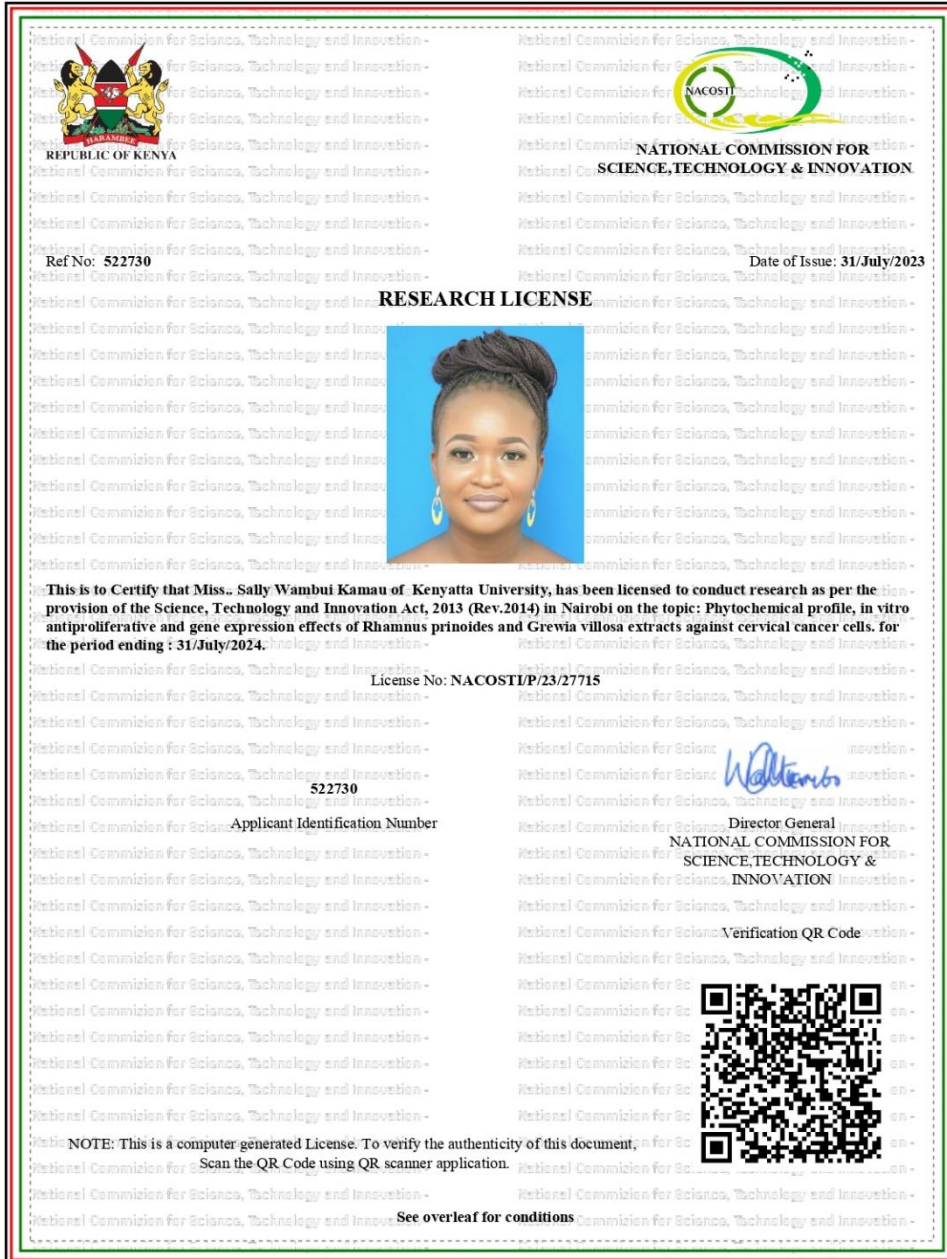 HARAMBEE
REPUBLIC OF KENYA
NACOSTI
NATIONAL COMMISSION FOR
SCIENCE,TECHNOLOGY & INNOVATION
Ref No: 522730
Date of Issue: 31/July/2023
RESEARCH LICENSE
This is to Certify that Miss.. Sally Wambui Kamau of Kenyatta University, has been licensed to conduct research as per the
provision of the Science, Technology and Innovation Act, 2013 (Rev.2014) in Nairobi on the topic: Phytochemical profile, in vitro
antiproliferative and gene expression effects of Rhamnus prinoides and Grewia villosa extracts against cervical cancer cells. for
the period ending : 31/July/2024.
License No: NACOSTI/P/23/27715
522730
Applicant Identification Number
Director General
NATIONAL COMMISSION FOR
SCIENCE,TECHNOLOGY &
INNOVATION
Verification QR Code
NOTE: This is a computer generated License. To verify the authenticity of this document,
Scan the QR Code using QR scanner application.
See overleaf for conditions